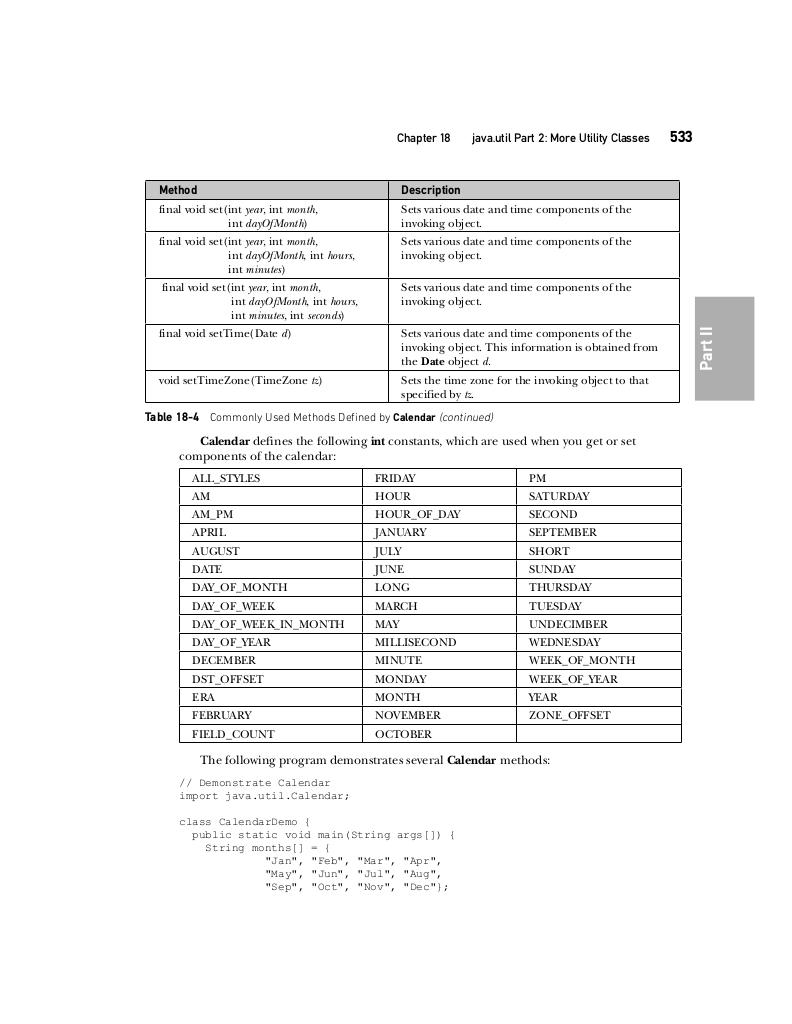 Chapter 18 java.util Part 2: More Utility Classes 533
Method Description
final void set(int year, int month, Sets various date and time components of the
int dayOfMonth) invoking object.
final void set(int year, int month, Sets various date and time components of the
int dayOfMonth, int hours, invoking object.
int minutes)
final void set(int year, int month, Sets various date and time components of the
int dayOfMonth, int hours, invoking object.
int minutes, int seconds)
final void setTime(Date d) Sets various date and time components of the
invoking object. This information is obtained from
the Date object d.
void setTimeZone(TimeZone tz) Sets the time zone for the invoking object to that
specified by tz.
Part II
Table 18-4 Commonly Used Methods Defined by Calendar (continued)
Calendar defines the following int constants, which are used when you get or set
components of the calendar:
ALL_STYLES FRIDAY PM
AM HOUR SATURDAY
AM_PM HOUR_OF_DAY SECOND
APRIL JANUARY SEPTEMBER
AUGUST JULY SHORT
DATE JUNE SUNDAY
DAY_OF_MONTH LONG THURSDAY
DAY_OF_WEEK MARCH TUESDAY
DAY_OF_WEEK_IN_MONTH MAY UNDECIMBER
DAY_OF_YEAR MILLISECOND WEDNESDAY
DECEMBER MINUTE WEEK_OF_MONTH
DST_OFFSET MONDAY WEEK_OF_YEAR
ERA MONTH YEAR
FEBRUARY NOVEMBER ZONE_OFFSET
FIELD_COUNT OCTOBER
The following program demonstrates several Calendar methods:
// Demonstrate Calendar
import java.util.Calendar;
class CalendarDemo {
public static void main(String args[]) {
String months[] = {
"Jan", "Feb", "Mar", "Apr",
"May", "Jun", "Jul", "Aug",
"Sep", "Oct", "Nov", "Dec"};